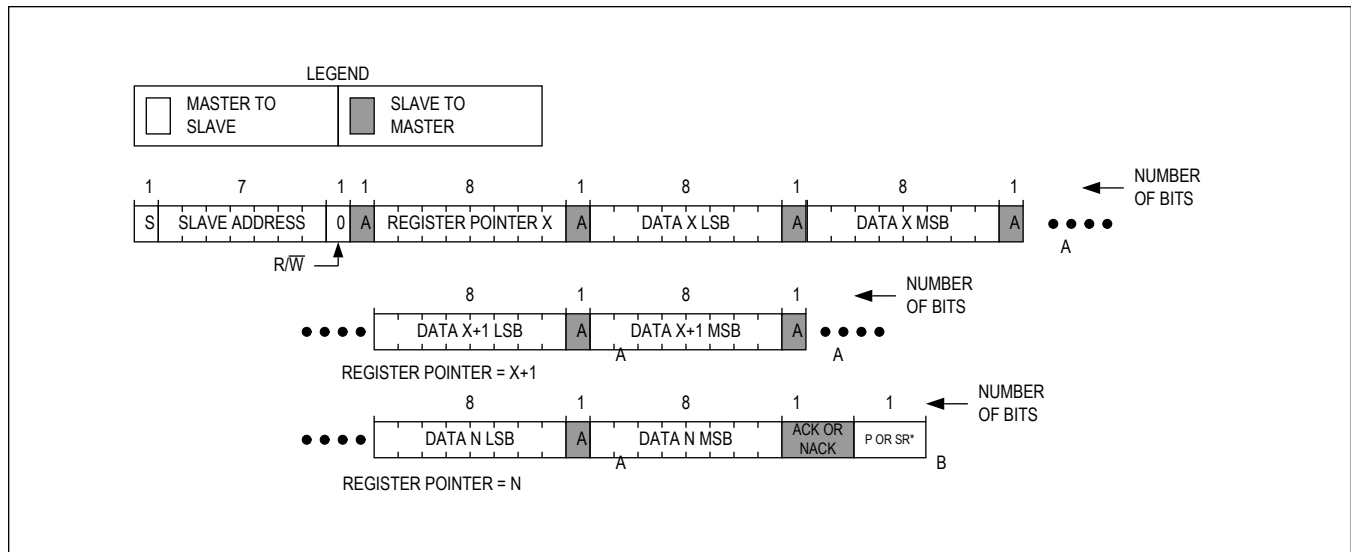 LEGEND
MASTER TO SLAVE
SLAVE TO MASTER
1 7 1 1 8 1 8 1 8 1
NUMBER OF BITS
S SLAVE ADDRESS 0 A REGISTER POINTER X A DATA X LSB A DATA X MSB A
A
R/W̅
8 1 8 1
NUMBER OF BITS
DATA X+1 LSB A DATA X+1 MSB A
A A
REGISTER POINTER = X+1
8 1 8 1 1
NUMBER OF BITS
DATA N LSB A DATA N MSB ACK OR NACK P OR SR*
A B
REGISTER POINTER = N